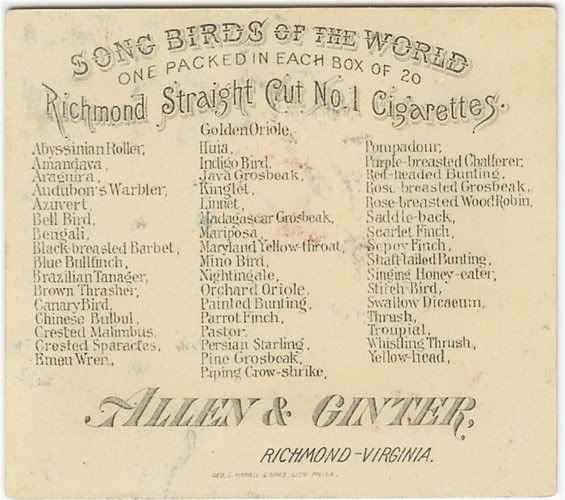 SONG BIRDS OF THE WORLD
ONE PACKED IN EACH BOX OF 20
Richmond Straight Cut No.1 Cigarettes.
Abyssinian Roller,
Amandava,
Araguira,
Audubon's Warbler,
Azuvert,
Bell Bird,
Bengali,
Black-breasted Barbet,
Blue Bullfinch,
Brazilian Tanager,
Brown Thrasher,
Canary Bird,
Chinese Bulbul,
Crested Malimbus,
Crested Sparactes,
Emeu Wren,
Golden Oriole,
Huia,
Indigo Bird,
Java Grosbeak,
Kinglet,
Linnet,
Madagascar Grosbeak,
Mariposa,
Maryland Yellow-throat,
Mino Bird,
Nightingale,
Orchard Oriole,
Painted Bunting,
Parrot Finch,
Pastor,
Persian Starling,
Pine Grosbeak,
Piping Crow-shrike,
Pompadour,
Purple-breasted Chatterer,
Red-headed Bunting,
Rose breasted Grosbeak,
Rose-breasted Wood Robin,
Saddle-back,
Scarlet Finch,
Sepoy Finch,
Shaft-tailed Bunting,
Singing Honey-eater,
Stitch-Bird,
Swallow Dicaeum,
Thrush,
Troupial,
Whistling Thrush,
Yellow-head,
ALLEN & GINTER,
RICHMOND-VIRGINIA.
GEO. S. HARRIS & SONS, LITH. PHILA.